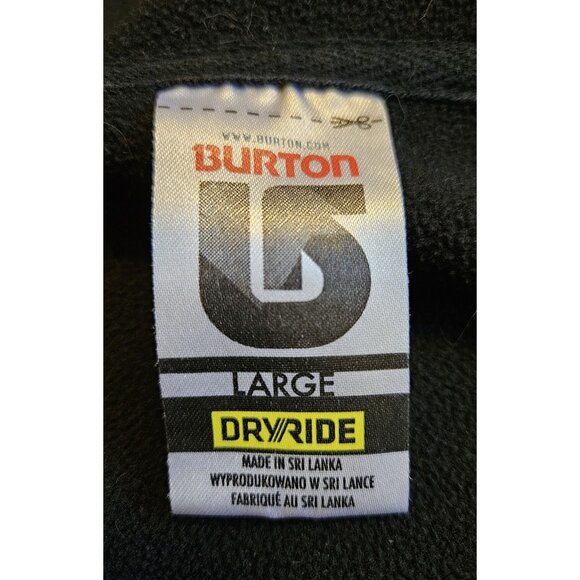 WWW.BURTON.COM
BURTON
LARGE
DRYRIDE
MADE IN SRI LANKA
WYPRODUKOWANO W SRI LANCE
FABRIQUÉ AU SRI LANKA